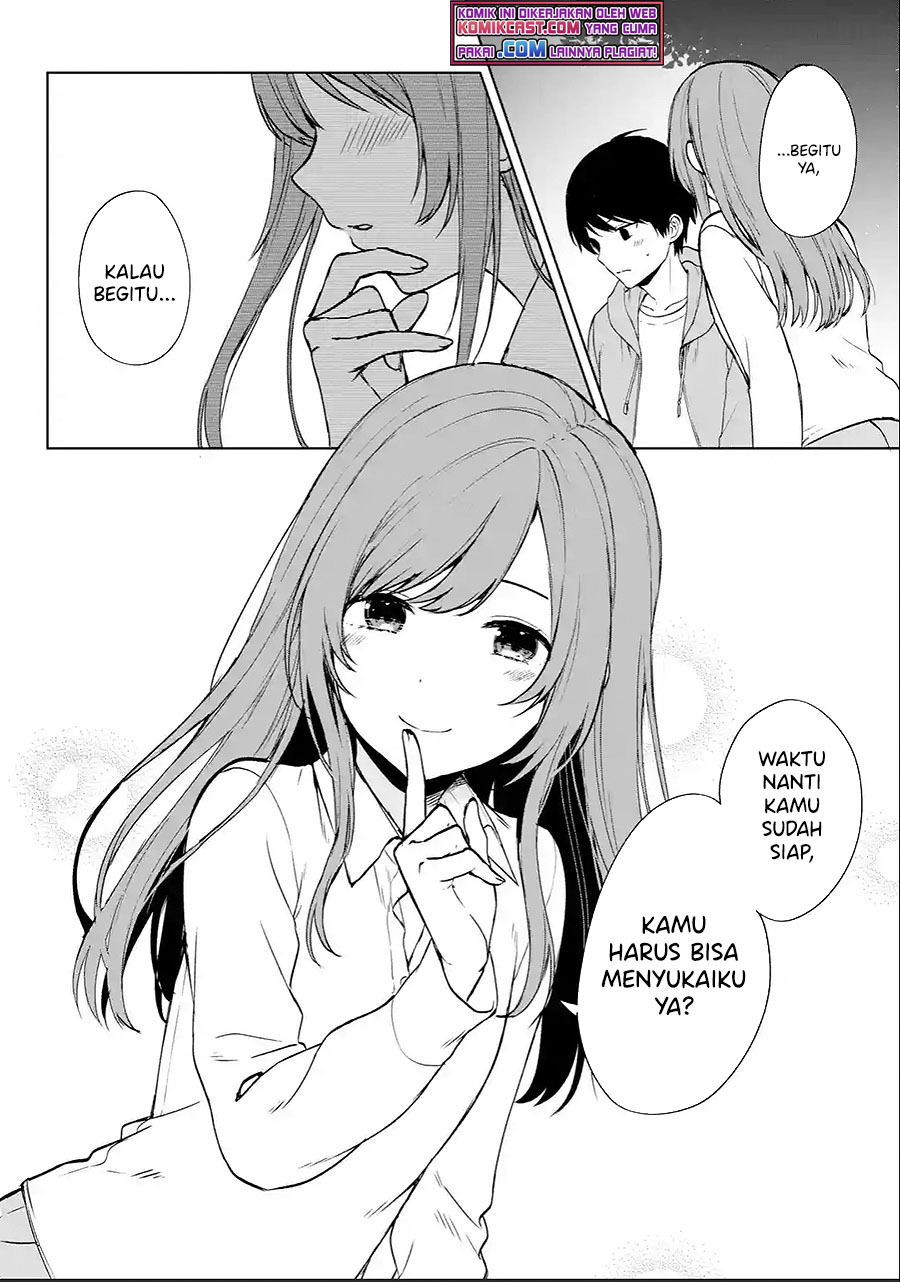 KOMIK INI DIKERJAKAN OLEH WEB
KOMIKCAST.COM YANG CUMA
PAKAI .COM LAINNYA PLAGIAT!
...BEGITU
YA,
KALAU
BEGITU...
WAKTU
NANTI
KAMU
SUDAH
SIAP,
KAMU
HARUS BISA
MENYUKAIKU
YA?